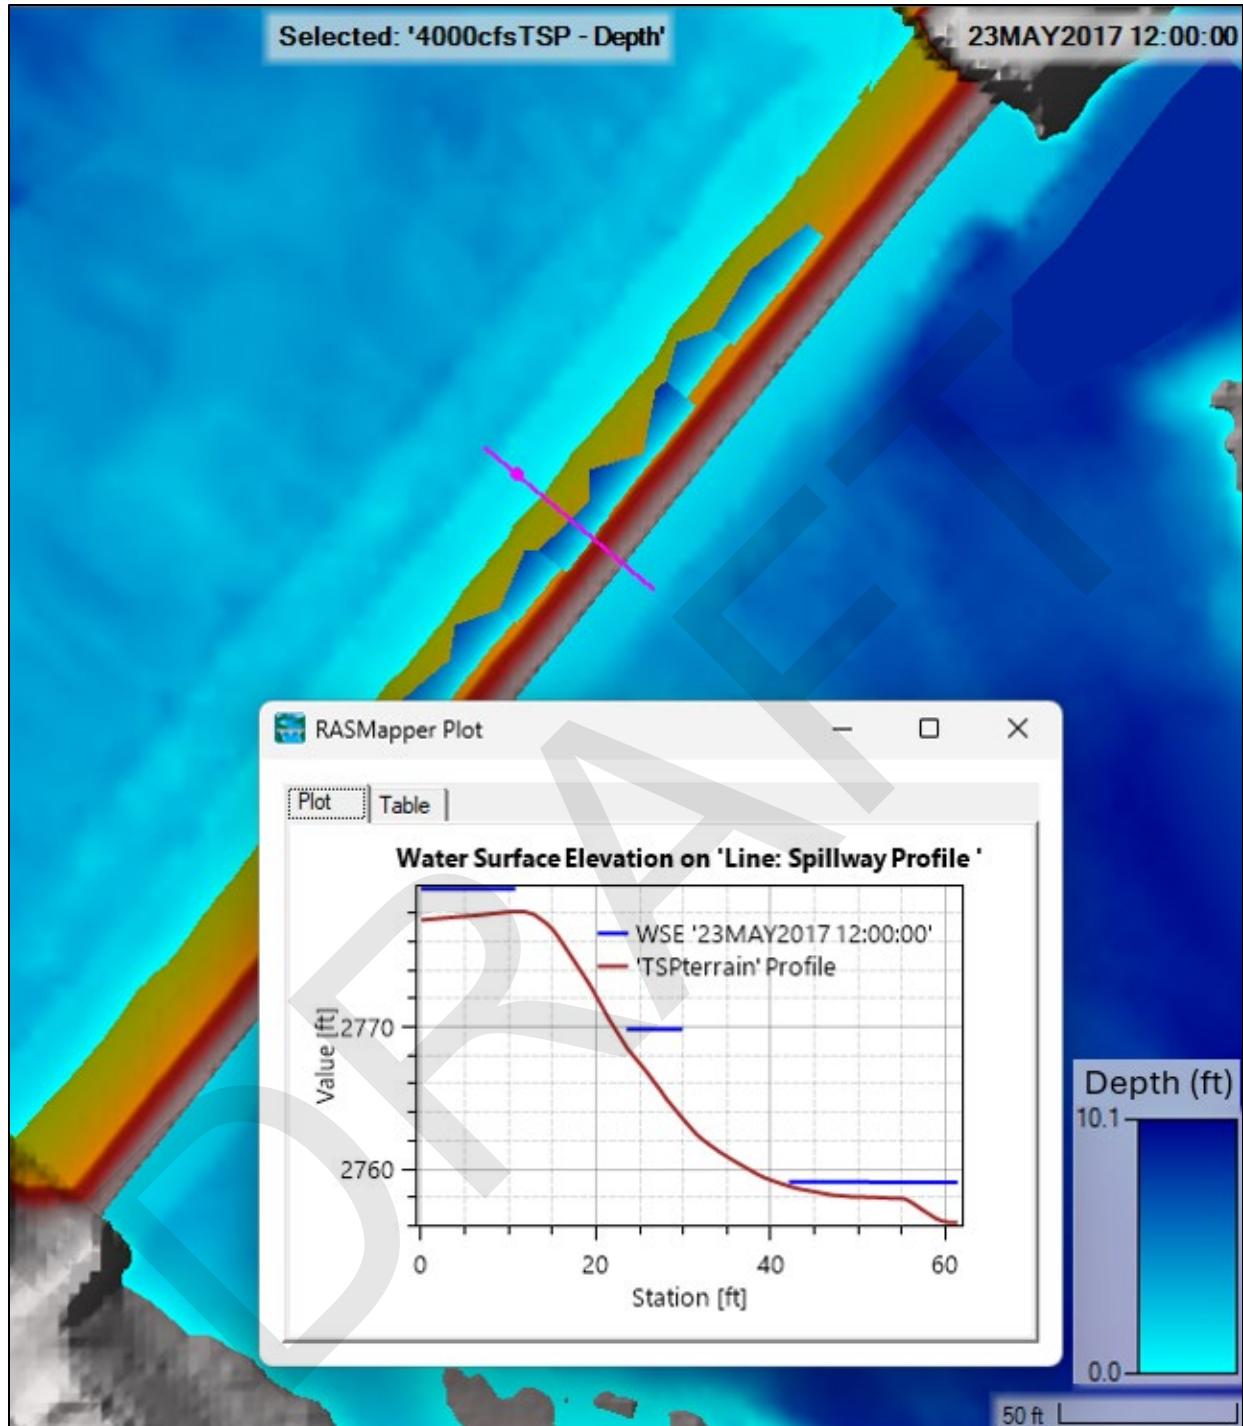 Selected: '4000cfsTSP - Depth'
23MAY2017 12:00:00
RASMapper Plot
Plot
Table
Water Surface Elevation on 'Line: Spillway Profile '
WSE '23MAY2017 12:00:00'
'TSPterrain' Profile
Value [ft]
2770
2760
0
20
40
60
Station [ft]
Depth (ft)
10.1
0.0
50 ft
DRAFT